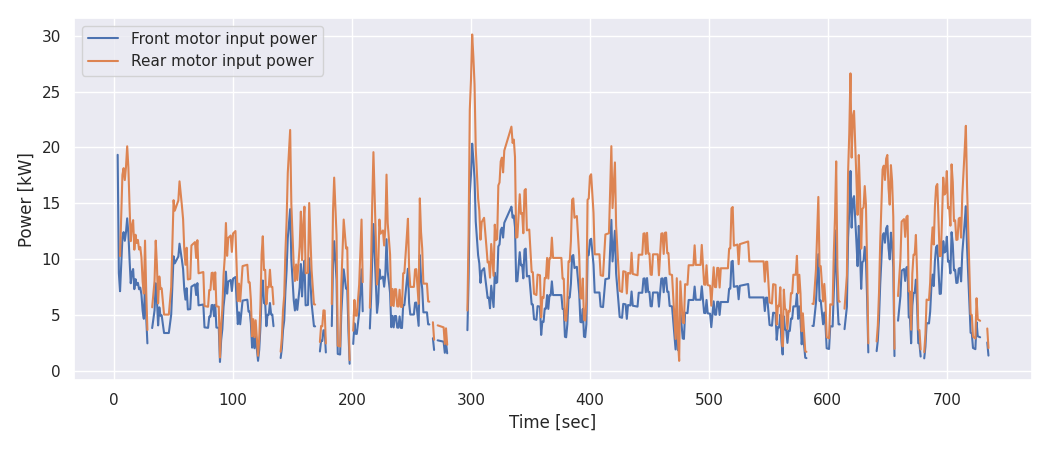 Front motor input power
Rear motor input power
Power [kW]
30
25
20
15
10
5
0
0 100 200 300 400 500 600 700
Time [sec]